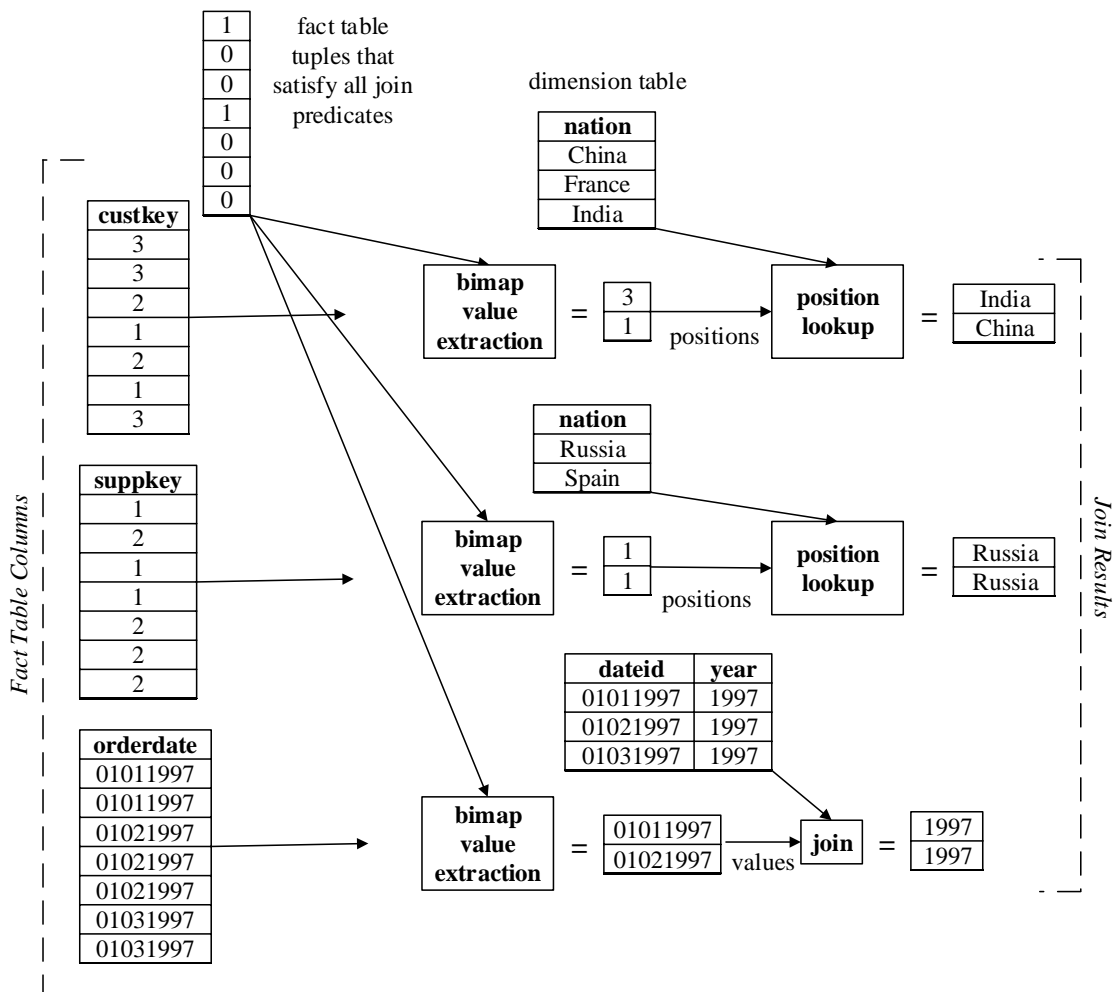 1
0
0
1
0
0
0
fact table
tuples that
satisfy all join
predicates
dimension table
nation
China
France
India
Fact Table Columns
custkey
3
3
2
1
2
1
3
bimap
value
extraction
=
3
1
positions
position
lookup
=
India
China
nation
Russia
Spain
suppkey
1
2
1
1
2
2
2
bimap
value
extraction
=
1
1
positions
position
lookup
=
Russia
Russia
Join Results
dateid year
01011997 1997
01021997 1997
01031997 1997
orderdate
01011997
01011997
01021997
01021997
01021997
01031997
01031997
bimap
value
extraction
=
01011997
01021997
values
join
=
1997
1997